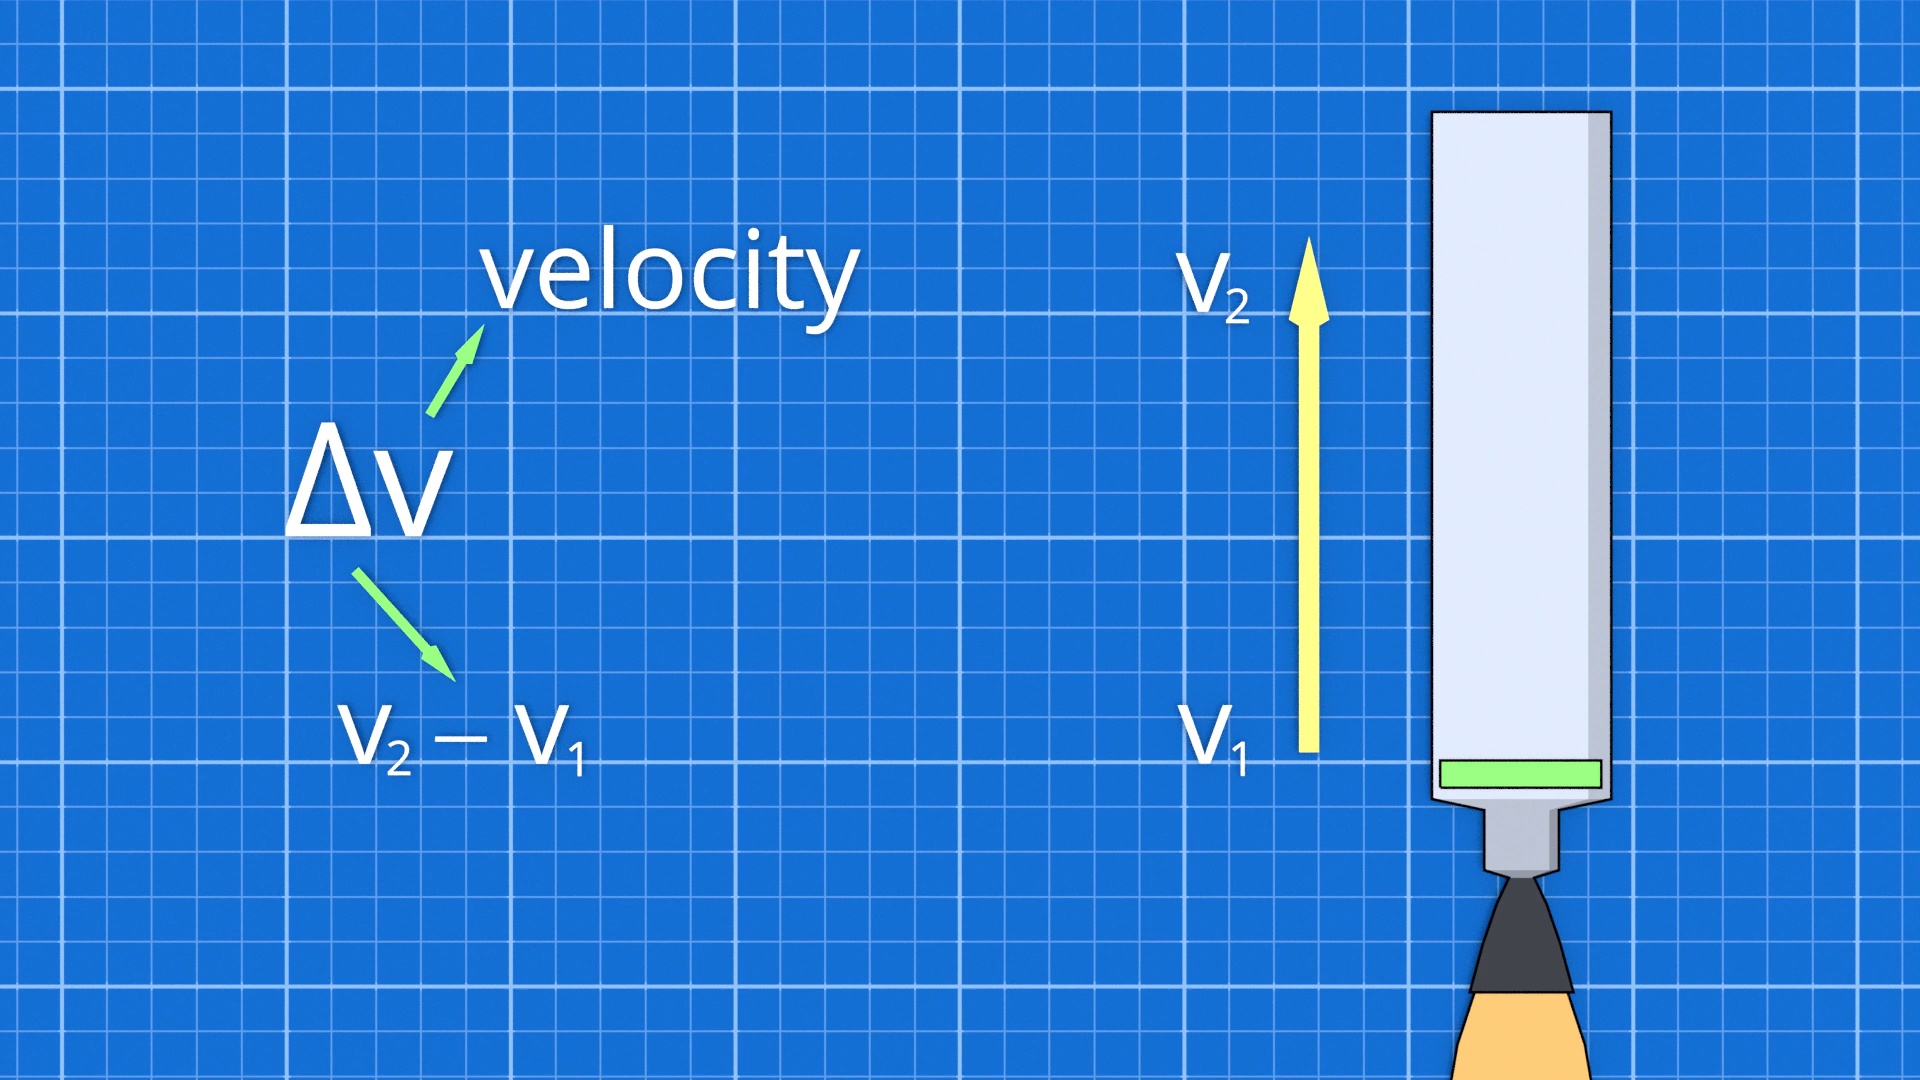 velocity
Δv
v₂ – v₁
v₂
v₁